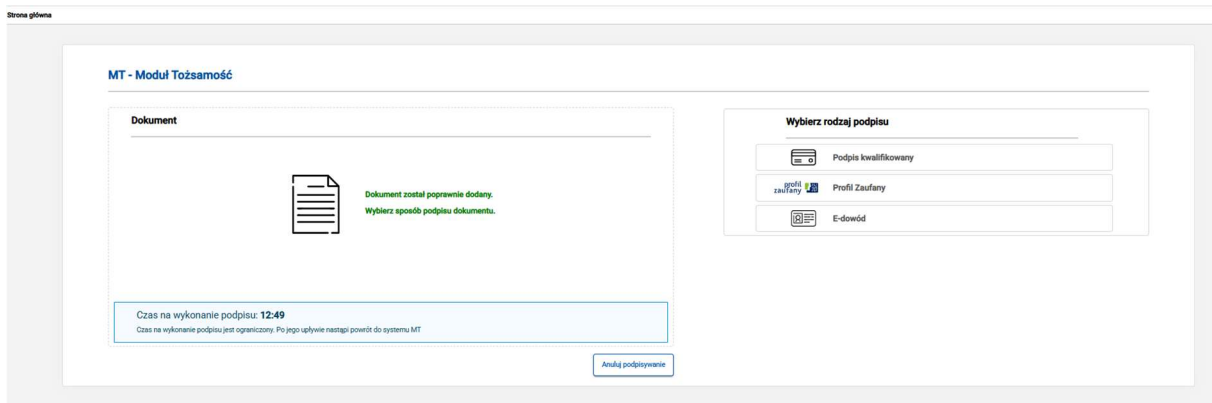 Strona główna
MT - Moduł Tożsamość
Dokument
Dokument został poprawnie dodany.
Wybierz sposób podpisu dokumentu.
Czas na wykonanie podpisu: 12:49
Czas na wykonanie podpisu jest ograniczony. Po jego upływie nastąpi powrót do systemu MT
Anuluj podpisywanie
Wybierz rodzaj podpisu
Podpis kwalifikowany
profil
zaufany
Profil Zaufany
E-dowód